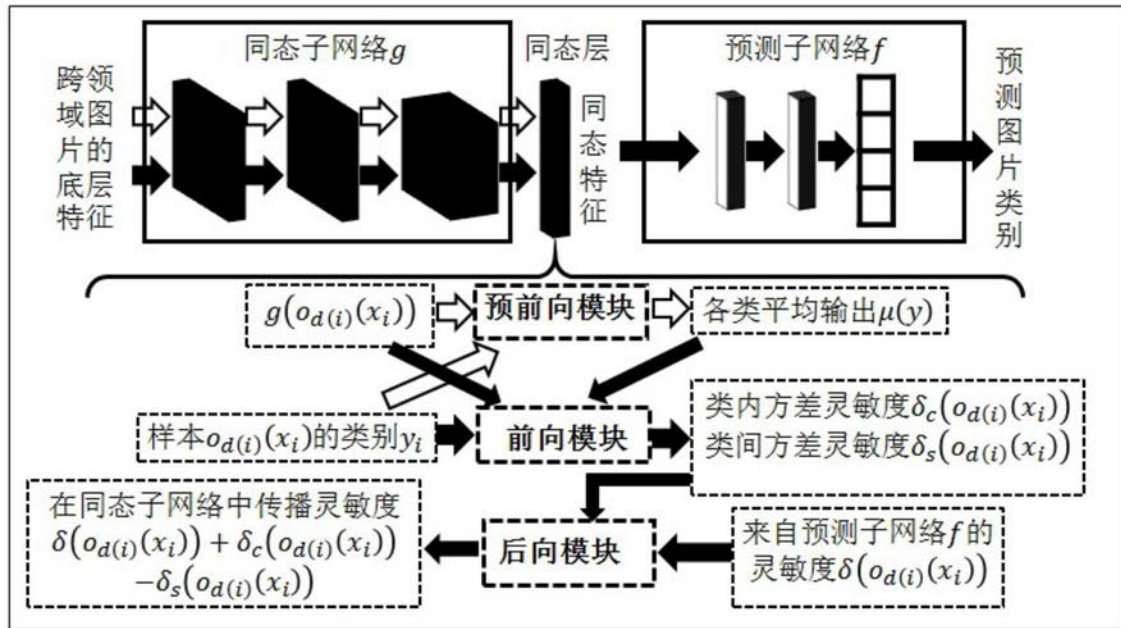 同态子网络g
同态层
预测子网络f
跨领
域图
片的
底层
特征
同
态
特
征
预
测
图
片
类
别
g(o_{d(i)}(x_i))
预前向模块
各类平均输出μ(y)
样本o_{d(i)}(x_i)的类别y_i
前向模块
类内方差灵敏度δ_c(o_{d(i)}(x_i))
类间方差灵敏度δ_s(o_{d(i)}(x_i))
在同态子网络中传播灵敏度
δ(o_{d(i)}(x_i)) + δ_c(o_{d(i)}(x_i))
−δ_s(o_{d(i)}(x_i))
后向模块
来自预测子网络f的
灵敏度δ(o_{d(i)}(x_i))